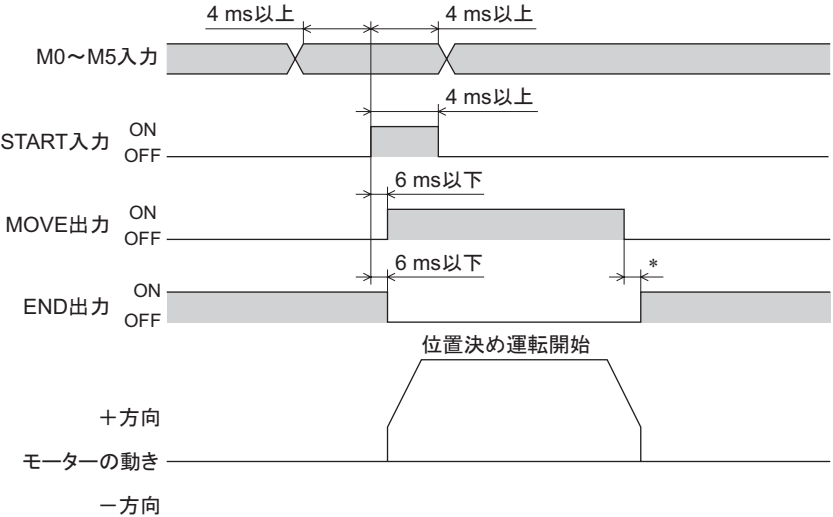 4 ms以上 4 ms以上
M0～M5入力
4 ms以上
START入力 ON
OFF
6 ms以下
MOVE出力 ON
OFF
6 ms以下 *
END出力 ON
OFF
位置決め運転開始
＋方向
モーターの動き
－方向